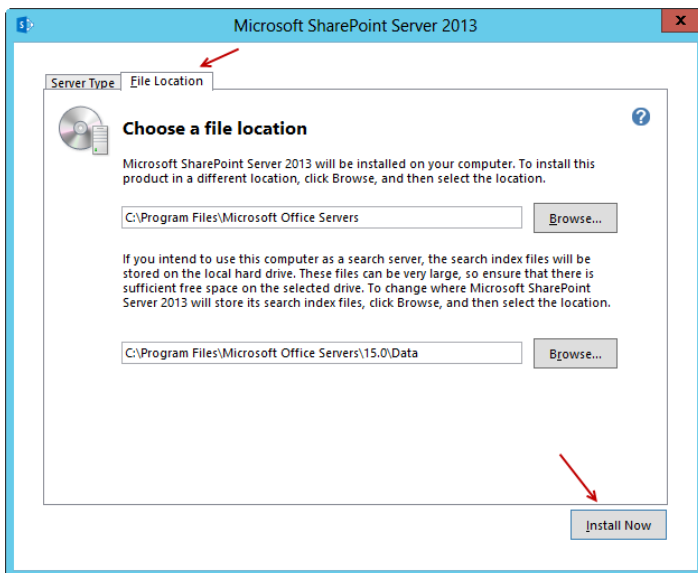 Microsoft SharePoint Server 2013
x
Server Type
File Location
Choose a file location
?
Microsoft SharePoint Server 2013 will be installed on your computer. To install this
product in a different location, click Browse, and then select the location.
C:\Program Files\Microsoft Office Servers
Browse...
If you intend to use this computer as a search server, the search index files will be
stored on the local hard drive. These files can be very large, so ensure that there is
sufficient free space on the selected drive. To change where Microsoft SharePoint
Server 2013 will store its search index files, click Browse, and then select the location.
C:\Program Files\Microsoft Office Servers\15.0\Data
Browse...
Install Now